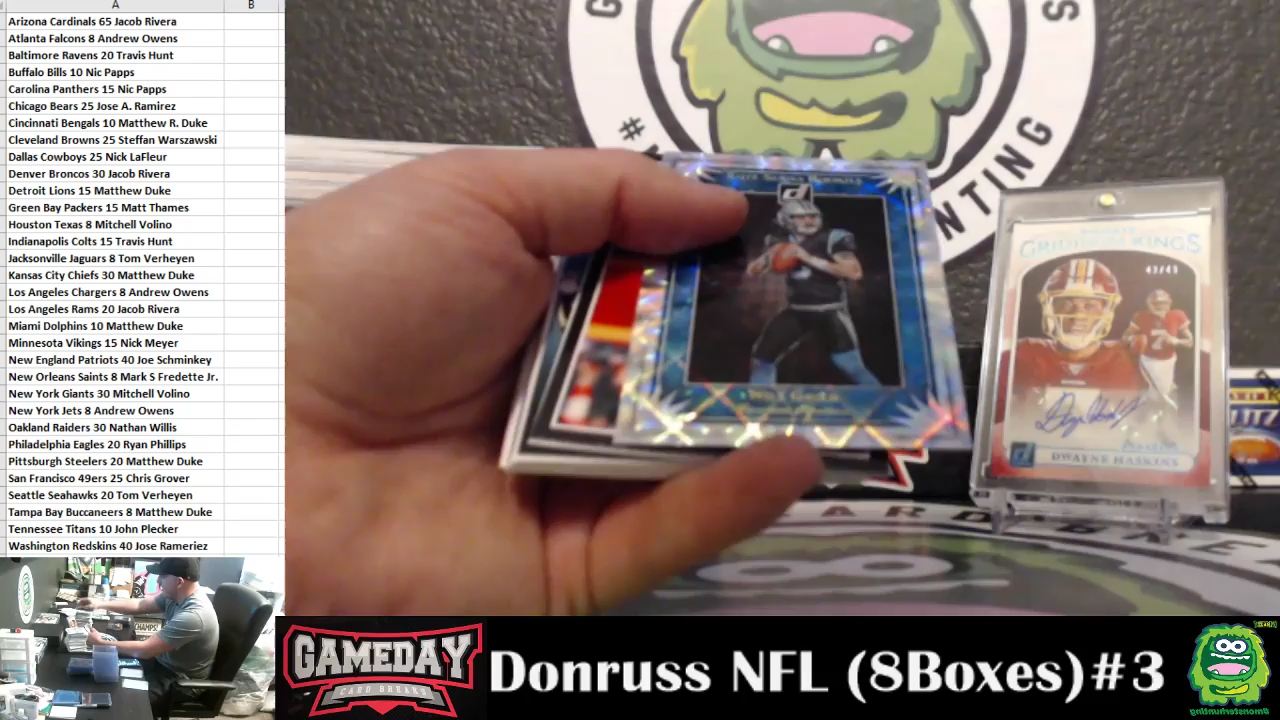 A
B
Arizona Cardinals 65 Jacob Rivera
Atlanta Falcons 8 Andrew Owens
Baltimore Ravens 20 Travis Hunt
Buffalo Bills 10 Nic Papps
Carolina Panthers 15 Nic Papps
Chicago Bears 25 Jose A. Ramirez
Cincinnati Bengals 10 Matthew R. Duke
Cleveland Browns 25 Steffan Warszawski
Dallas Cowboys 25 Nick LaFleur
Denver Broncos 30 Jacob Rivera
Detroit Lions 15 Matthew Duke
Green Bay Packers 15 Matt Thames
Houston Texas 8 Mitchell Volino
Indianapolis Colts 15 Travis Hunt
Jacksonville Jaguars 8 Tom Verheyen
Kansas City Chiefs 30 Matthew Duke
Los Angeles Chargers 8 Andrew Owens
Los Angeles Rams 20 Jacob Rivera
Miami Dolphins 10 Matthew Duke
Minnesota Vikings 15 Nick Meyer
New England Patriots 40 Joe Schminkey
New Orleans Saints 8 Mark S Fredette Jr.
New York Giants 30 Mitchell Volino
New York Jets 8 Andrew Owens
Oakland Raiders 30 Nathan Willis
Philadelphia Eagles 20 Ryan Phillips
Pittsburgh Steelers 20 Matthew Duke
San Francisco 49ers 25 Chris Grover
Seattle Seahawks 20 Tom Verheyen
Tampa Bay Buccaneers 8 Matthew Duke
Tennessee Titans 10 John Plecker
Washington Redskins 40 Jose Rameriez
GRIDIRON KINGS
DWAYNE HASKINS
Will Grier
CHAMPS!
GAMEDAY
CARD BREAKS
Donruss NFL (8Boxes)#3